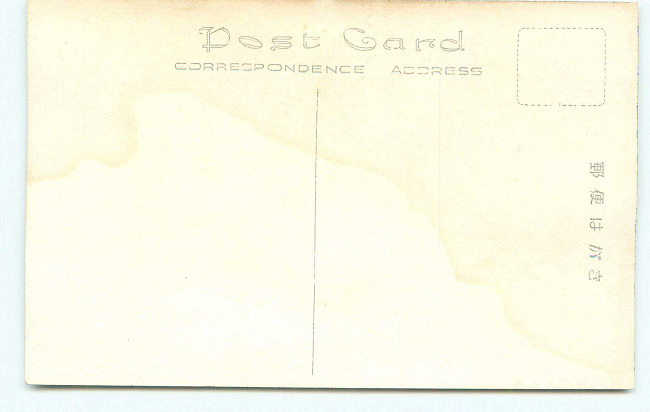 Post Card
CORRESPONDENCE ADDRESS
郵便はがき